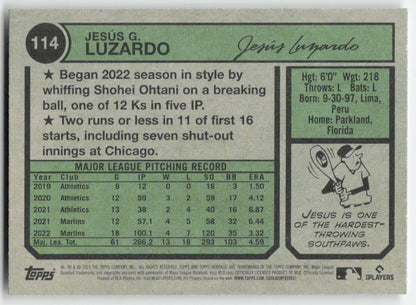 114
JESÚS G.
LUZARDO
Jesús Luzardo
★ Began 2022 season in style by
whiffing Shohei Ohtani on a breaking
ball, one of 12 Ks in five IP.
★ Two runs or less in 11 of first 16
starts, including seven shut-out
innings at Chicago.
Hgt: 6'0" Wgt: 218
Throws: L Bats: L
Born: 9-30-97, Lima,
Peru
Home: Parkland,
Florida
MAJOR LEAGUE PITCHING RECORD
Year Club G IP W L SO SV BB ERA
2019 Athletics 6 12 0 0 16 3 1.50
2020 Athletics 12 59 3 2 59 17 4.12
2021 Athletics 13 38 2 4 40 16 6.87
2021 Marlins 12 57.1 4 5 58 32 6.44
2022 Marlins 18 100.1 4 7 120 35 3.32
Maj. Lea. Tot. 61 266.2 13 18 293 103 4.59
JESUS IS ONE
OF THE HARDEST-
THROWING
SOUTHPAWS.
Topps
MLB
PLAYERS